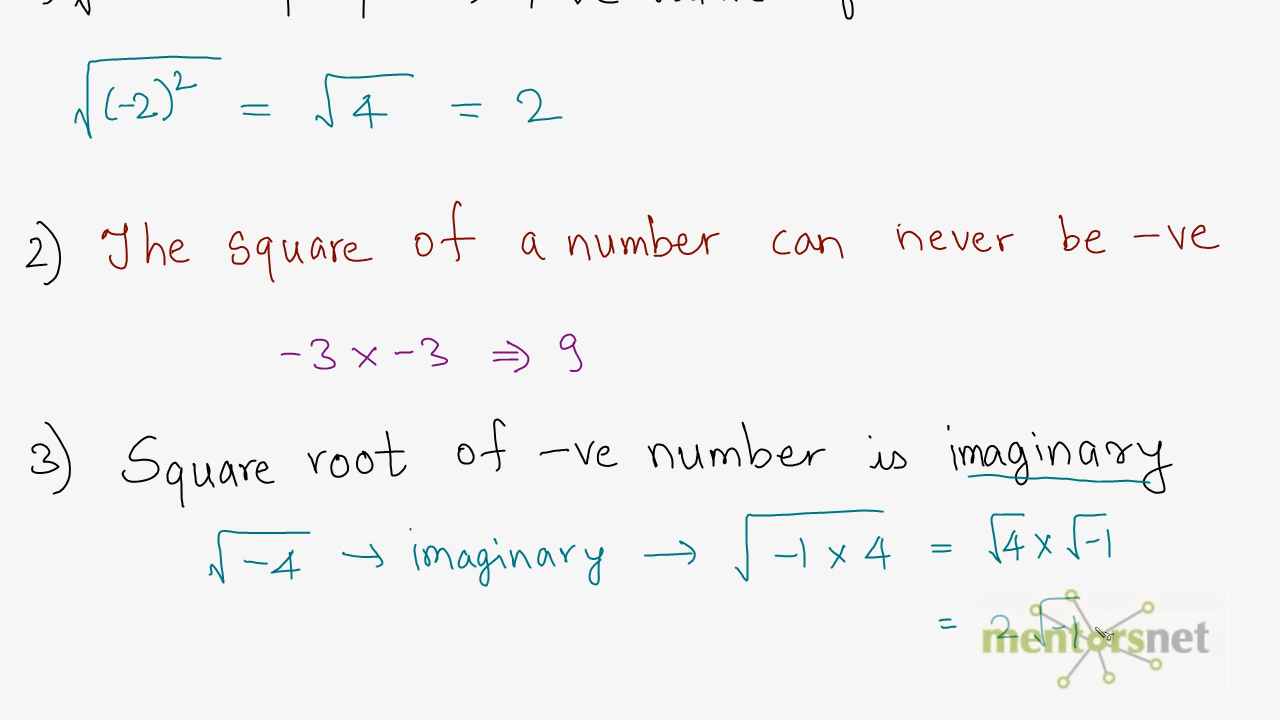 √(-2)² = √4 = 2
2) The square of a number can never be -ve
-3 x -3 ⇒ 9
3) Square root of -ve number is imaginary
√-4 → imaginary → √-1 x 4 = √4 x √-1
= 2 √-1
mentorsnet